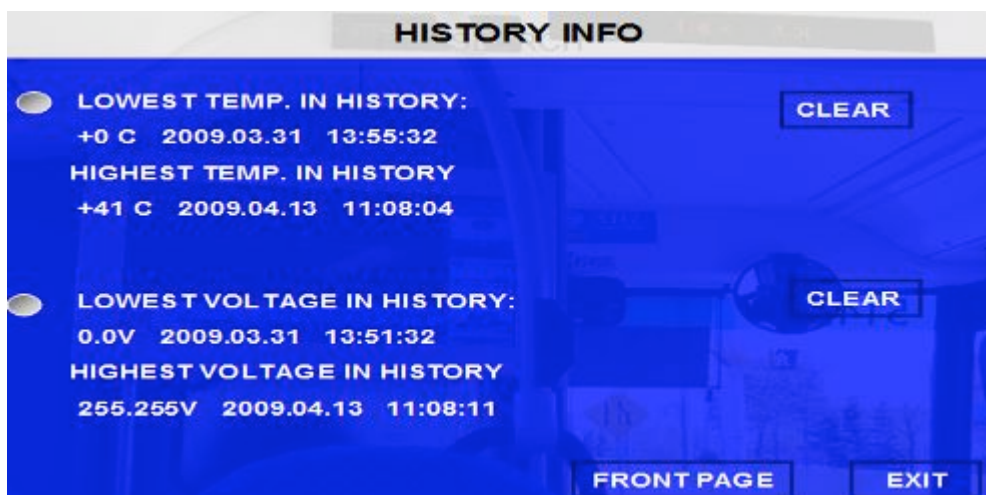 HISTORY INFO
LOWEST TEMP. IN HISTORY:
CLEAR
+0 C 2009.03.31 13:55:32
HIGHEST TEMP. IN HISTORY
+41 C 2009.04.13 11:08:04
LOWEST VOLTAGE IN HISTORY:
CLEAR
0.0V 2009.03.31 13:51:32
HIGHEST VOLTAGE IN HISTORY
255.255V 2009.04.13 11:08:11
FRONT PAGE
EXIT